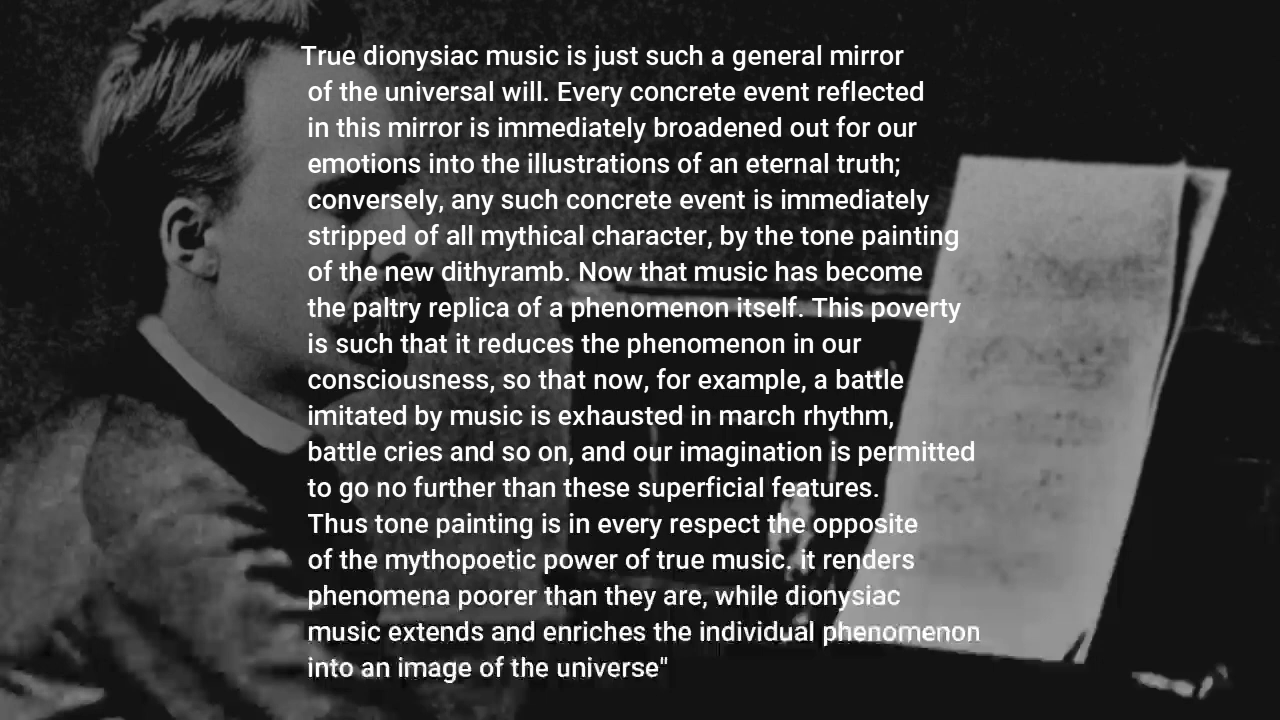 True dionysiac music is just such a general mirror
of the universal will. Every concrete event reflected
in this mirror is immediately broadened out for our
emotions into the illustrations of an eternal truth;
conversely, any such concrete event is immediately
stripped of all mythical character, by the tone painting
of the new dithyramb. Now that music has become
the paltry replica of a phenomenon itself. This poverty
is such that it reduces the phenomenon in our
consciousness, so that now, for example, a battle
imitated by music is exhausted in march rhythm,
battle cries and so on, and our imagination is permitted
to go no further than these superficial features.
Thus tone painting is in every respect the opposite
of the mythopoetic power of true music. it renders
phenomena poorer than they are, while dionysiac
music extends and enriches the individual phenomenon
into an image of the universe"